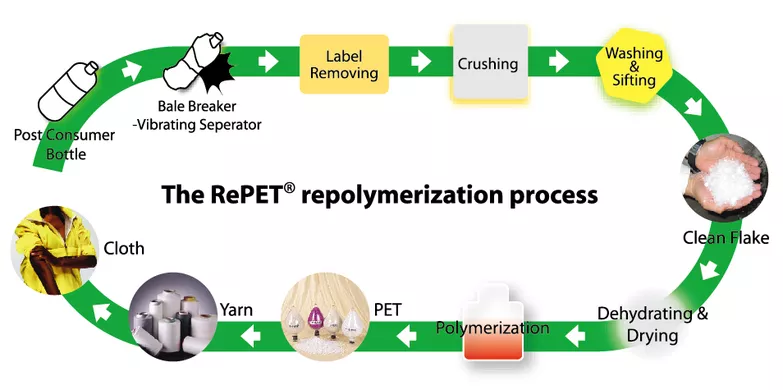 Post Consumer
Bottle
Bale Breaker
-Vibrating Seperator
Label
Removing
Crushing
Washing
&
Sifting
The RePET® repolymerization process
Clean Flake
Dehydrating &
Drying
Polymerization
PET
Yarn
Cloth